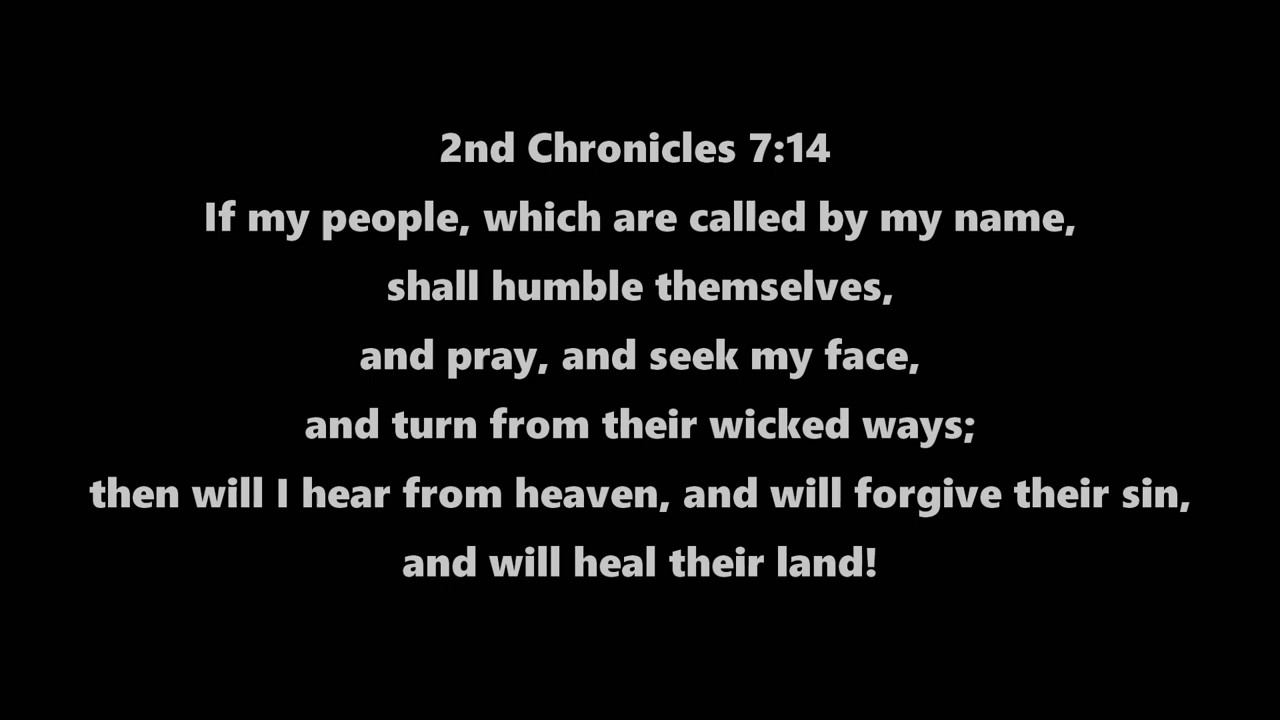 2nd Chronicles 7:14
If my people, which are called by my name,
shall humble themselves,
and pray, and seek my face,
and turn from their wicked ways;
then will I hear from heaven, and will forgive their sin,
and will heal their land!